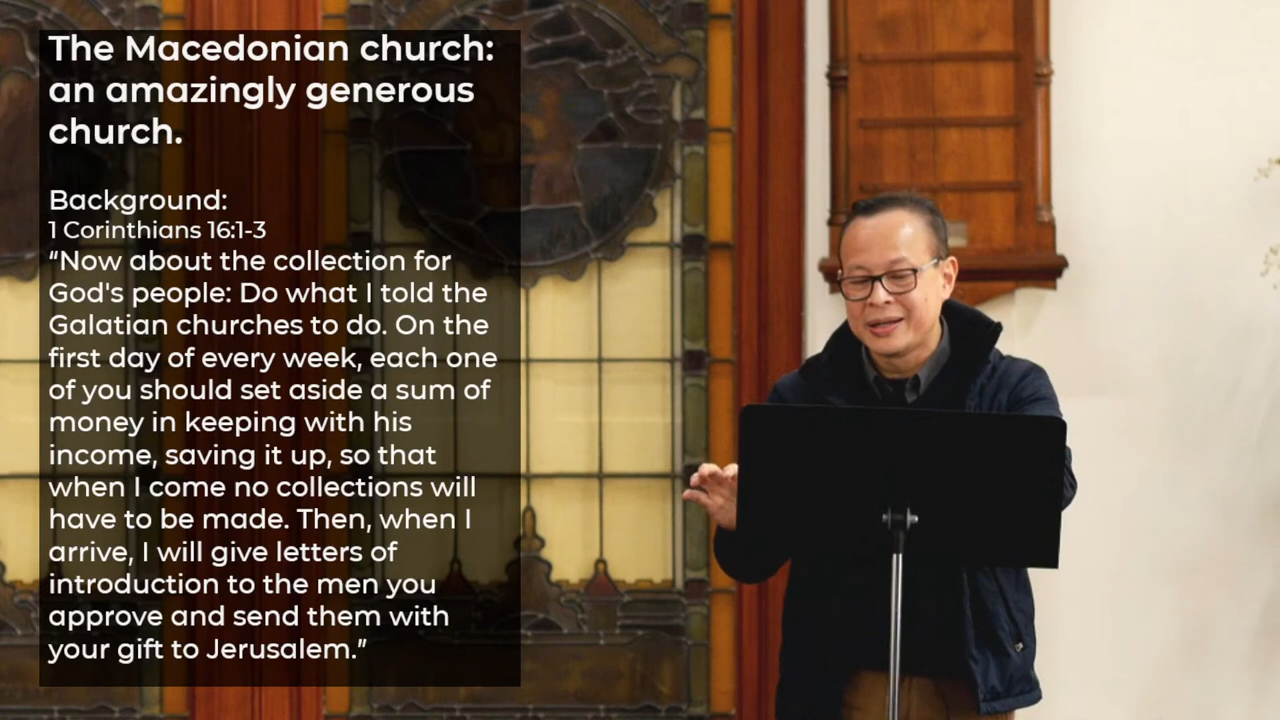 The Macedonian church:
an amazingly generous
church.
Background:
1 Corinthians 16:1-3
“Now about the collection for
God's people: Do what I told the
Galatian churches to do. On the
first day of every week, each one
of you should set aside a sum of
money in keeping with his
income, saving it up, so that
when I come no collections will
have to be made. Then, when I
arrive, I will give letters of
introduction to the men you
approve and send them with
your gift to Jerusalem.”